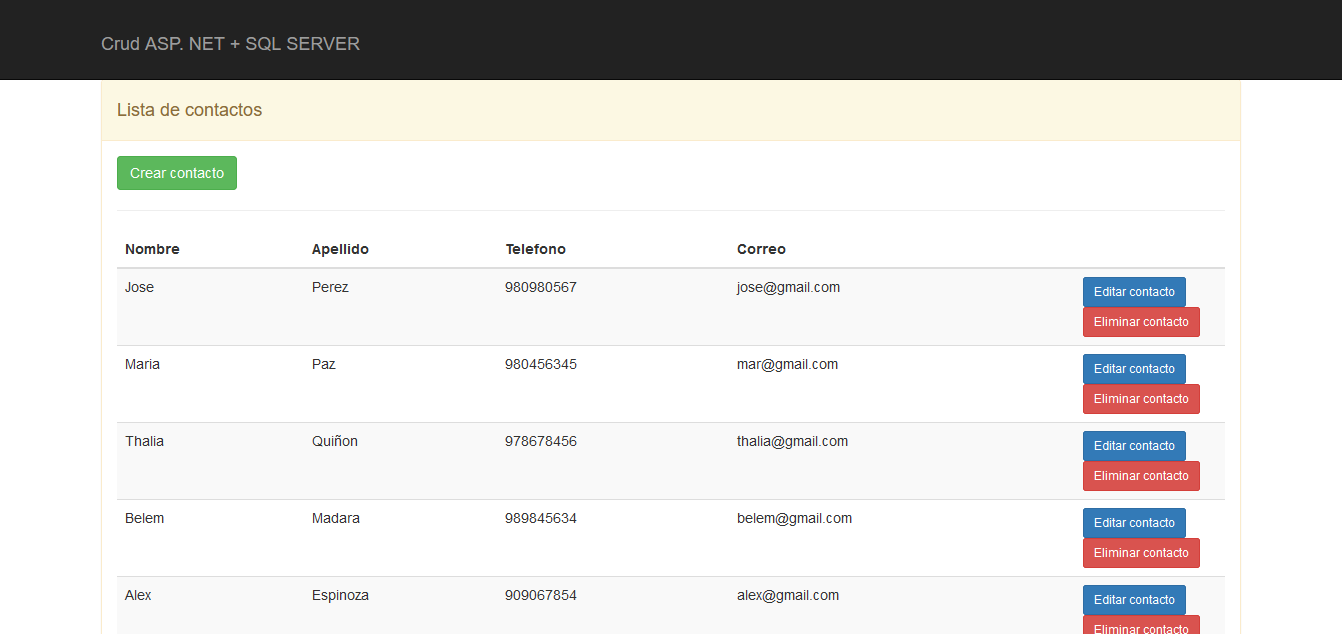 Crud ASP. NET + SQL SERVER
Lista de contactos
Crear contacto
Nombre Apellido Telefono Correo
Jose Perez 980980567 jose@gmail.com Editar contacto
Eliminar contacto
Maria Paz 980456345 mar@gmail.com Editar contacto
Eliminar contacto
Thalia Quiñon 978678456 thalia@gmail.com Editar contacto
Eliminar contacto
Belem Madara 989845634 belem@gmail.com Editar contacto
Eliminar contacto
Alex Espinoza 909067854 alex@gmail.com Editar contacto
Eliminar contacto